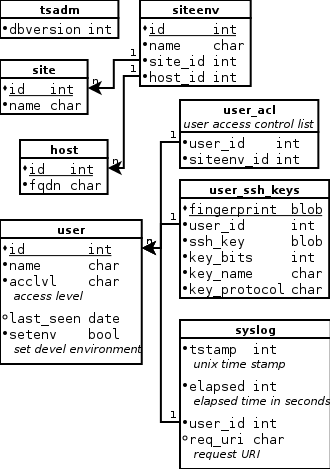 tsadm
dbversion int
siteenv
id int
name char
site_id int
host_id int
1
1
site
id int
name char
n
host
id int
fqdn char
n
user_acl
user access control list
user_id int
siteenv_id int
1
user_ssh_keys
fingerprint blob
user_id int
ssh_key blob
key_bits int
key_name char
key_protocol char
1
user
id int
name char
acclvl char
access level
last_seen date
setenv bool
set devel environment
n
syslog
tstamp int
unix time stamp
elapsed int
elapsed time in seconds
user_id int
req_uri char
request URI
1